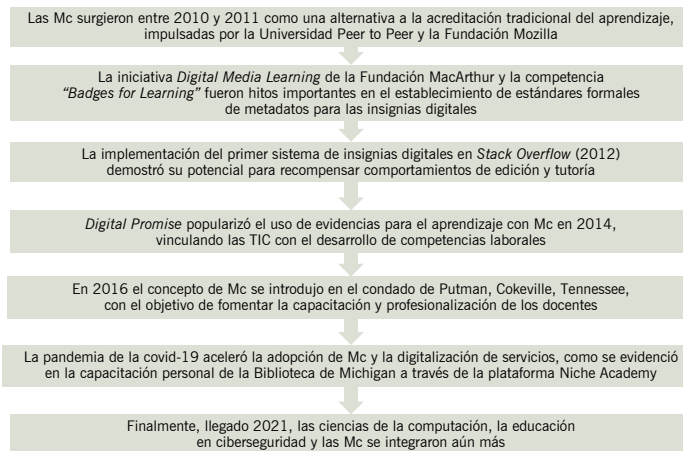 Las Mc surgieron entre 2010 y 2011 como una alternativa a la acreditación tradicional del aprendizaje,
impulsadas por la Universidad Peer to Peer y la Fundación Mozilla
La iniciativa Digital Media Learning de la Fundación MacArthur y la competencia
“Badges for Learning” fueron hitos importantes en el establecimiento de estándares formales
de metadatos para las insignias digitales
La implementación del primer sistema de insignias digitales en Stack Overflow (2012)
demostró su potencial para recompensar comportamientos de edición y tutoría
Digital Promise popularizó el uso de evidencias para el aprendizaje con Mc en 2014,
vinculando las TIC con el desarrollo de competencias laborales
En 2016 el concepto de Mc se introdujo en el condado de Putman, Cokeville, Tennessee,
con el objetivo de fomentar la capacitación y profesionalización de los docentes
La pandemia de la covid-19 aceleró la adopción de Mc y la digitalización de servicios, como se evidenció
en la capacitación personal de la Biblioteca de Michigan a través de la plataforma Niche Academy
Finalmente, llegado 2021, las ciencias de la computación, la educación
en ciberseguridad y las Mc se integraron aún más